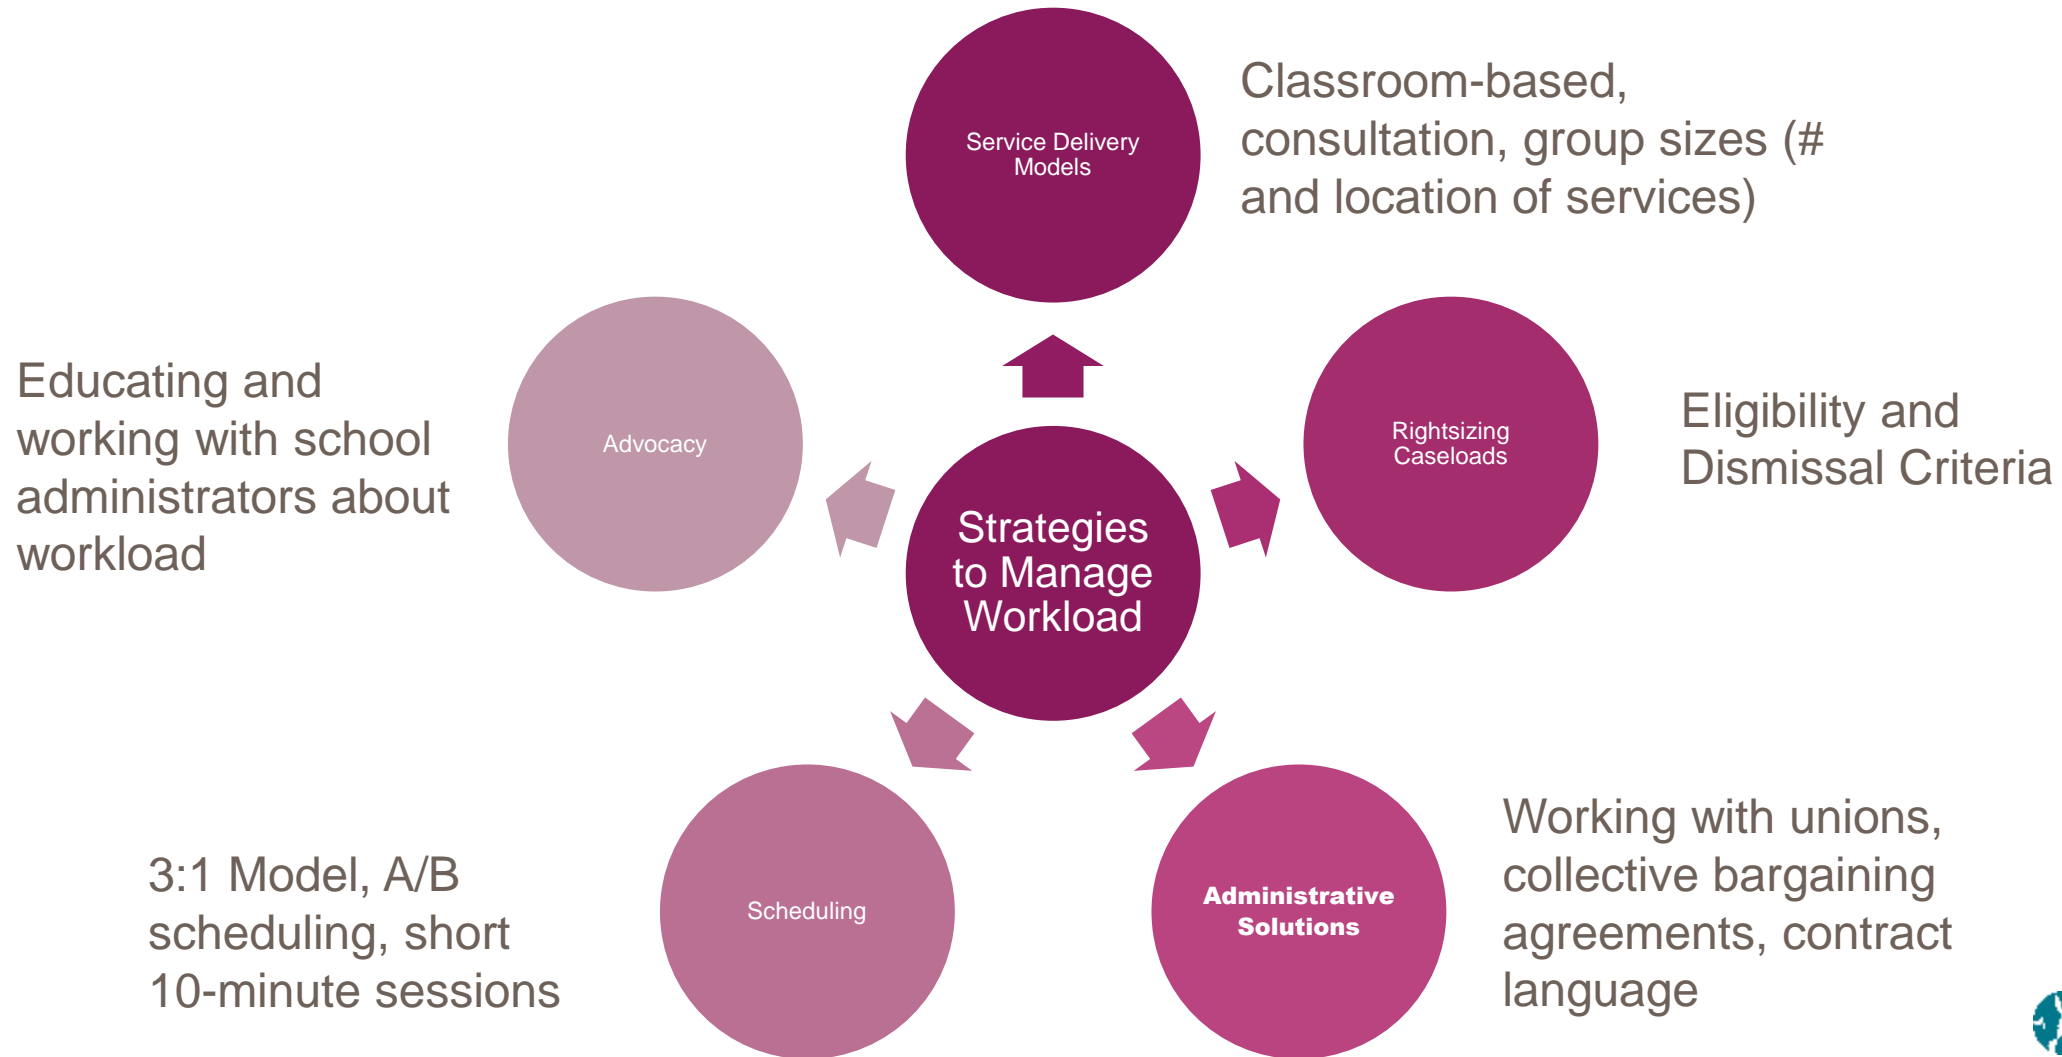 Service Delivery
Models
Classroom-based,
consultation, group sizes (#
and location of services)
Rightsizing
Caseloads
Eligibility and
Dismissal Criteria
Administrative
Solutions
Working with unions,
collective bargaining
agreements, contract
language
Scheduling
3:1 Model, A/B
scheduling, short
10-minute sessions
Advocacy
Educating and
working with school
administrators about
workload
Strategies
to Manage
Workload